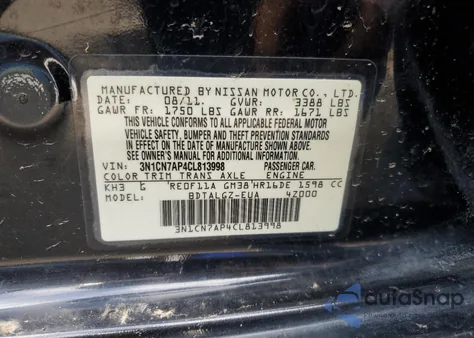 MANUFACTURED BY NISSAN MOTOR CO., LTD.
DATE: 08/11. GVWR: 3388 LBS
GAWR FR: 1750 LBS GAWR RR: 1671 LBS
THIS VEHICLE CONFORMS TO ALL APPLICABLE FEDERAL MOTOR
VEHICLE SAFETY, BUMPER AND THEFT PREVENTION STANDARDS
IN EFFECT ON THE DATE OF MANUFACTURE SHOWN ABOVE.
SEE OWNER'S MANUAL FOR ADDITIONAL INFORMATION
VIN: 3N1CN7AP4CL813998 PASSENGER CAR
COLOR TRIM TRANS AXLE ENGINE
KH3 G RE0F11A GM38 HR16DE 1598 CC
MODEL: BDTALGZ-EUA 4Z000
3N1CN7AP4CL813998
AutaSnap